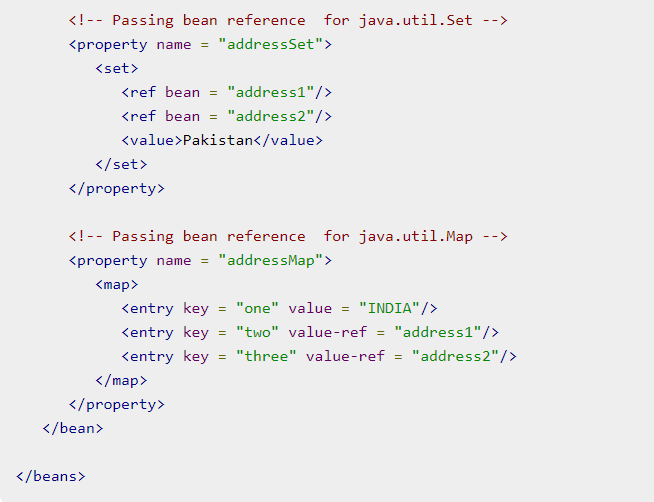 <!-- Passing bean reference  for java.util.Set -->
<property name = "addressSet">
<set>
<ref bean = "address1"/>
<ref bean = "address2"/>
<value>Pakistan</value>
</set>
</property>
<!-- Passing bean reference  for java.util.Map -->
<property name = "addressMap">
<map>
<entry key = "one" value = "INDIA"/>
<entry key = "two" value-ref = "address1"/>
<entry key = "three" value-ref = "address2"/>
</map>
</property>
</bean>
</beans>